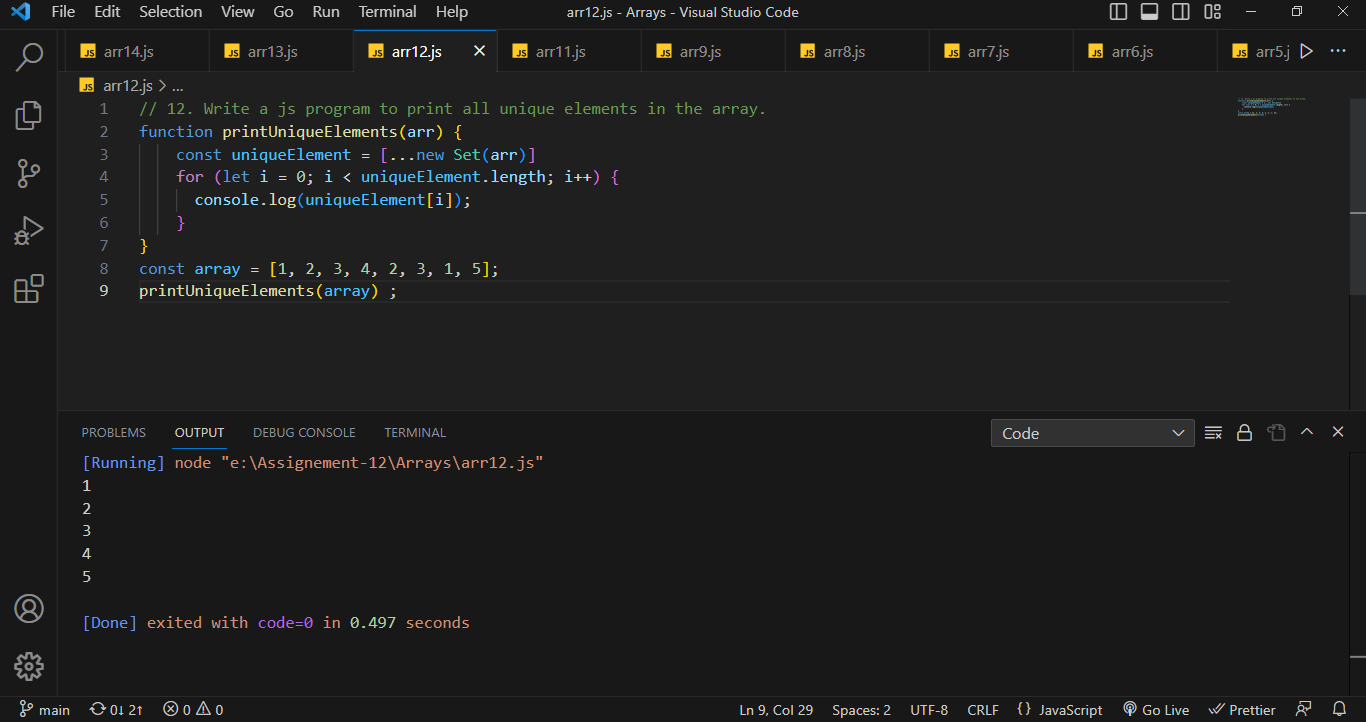 File Edit Selection View Go Run Terminal Help arr12.js - Arrays - Visual Studio Code
JS arr14.js JS arr13.js JS arr12.js JS arr11.js JS arr9.js JS arr8.js JS arr7.js JS arr6.js JS arr5.j
JS arr12.js > ...
1 // 12. Write a js program to print all unique elements in the array.
2 function printUniqueElements(arr) {
3 const uniqueElement = [...new Set(arr)]
4 for (let i = 0; i < uniqueElement.length; i++) {
5 console.log(uniqueElement[i]);
6 }
7 }
8 const array = [1, 2, 3, 4, 2, 3, 1, 5];
9 printUniqueElements(array) ;
PROBLEMS OUTPUT DEBUG CONSOLE TERMINAL Code
[Running] node "e:\Assignement-12\Arrays\arr12.js"
1
2
3
4
5
[Done] exited with code=0 in 0.497 seconds
main 0↓ 2↑ 0 0 Ln 9, Col 29 Spaces: 2 UTF-8 CRLF {} JavaScript Go Live Prettier